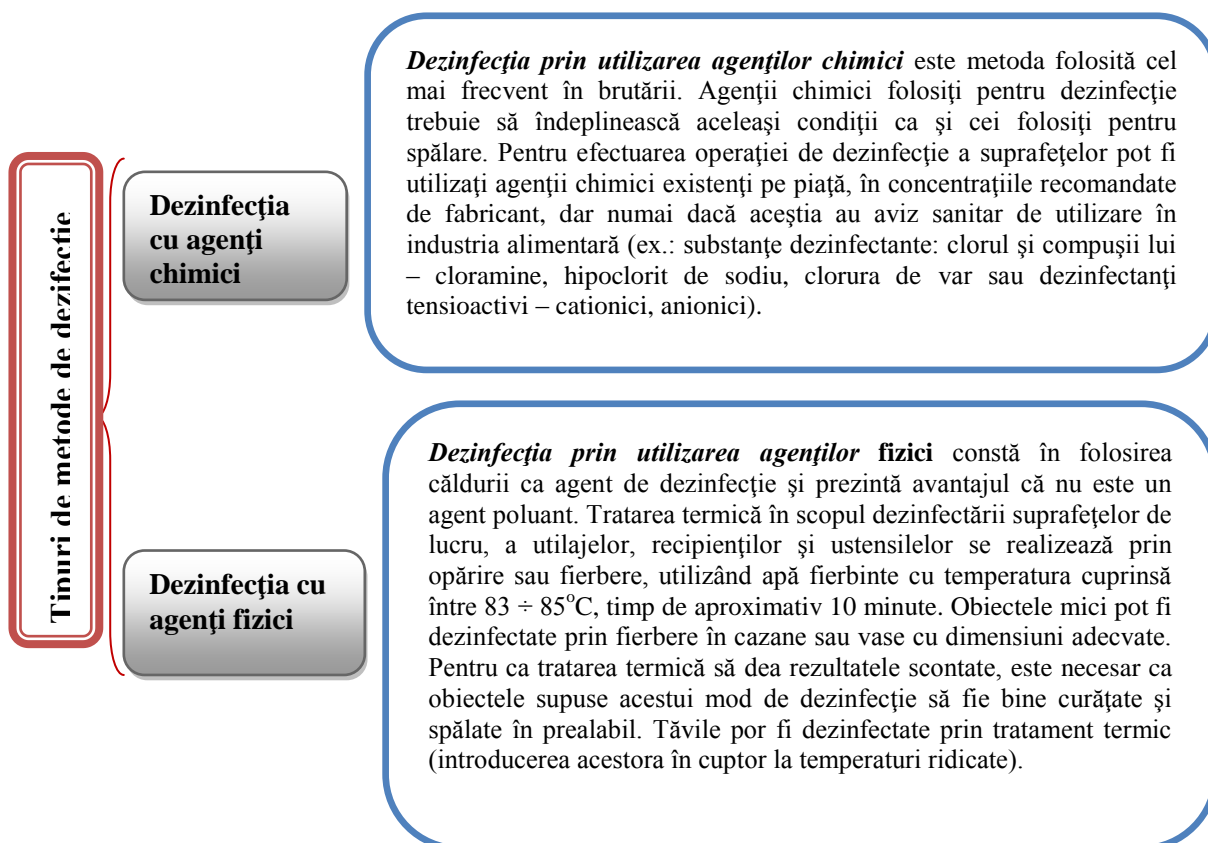 Tipuri de metode de dezifecţie
Dezinfecţia
cu agenţi
chimici
Dezinfecţia prin utilizarea agenţilor chimici este metoda folosită cel
mai frecvent în brutării. Agenţii chimici folosiţi pentru dezinfecţie
trebuie să îndeplinească aceleaşi condiţii ca şi cei folosiţi pentru
spălare. Pentru efectuarea operaţiei de dezinfecţie a suprafeţelor pot fi
utilizaţi agenţii chimici existenţi pe piaţă, în concentraţiile recomandate
de fabricant, dar numai dacă aceştia au aviz sanitar de utilizare în
industria alimentară (ex.: substanţe dezinfectante: clorul şi compuşii lui
– cloramine, hipoclorit de sodiu, clorura de var sau dezinfectanţi
tensioactivi – cationici, anionici).
Dezinfecţia cu
agenţi fizici
Dezinfecţia prin utilizarea agenţilor fizici constă în folosirea
căldurii ca agent de dezinfecţie şi prezintă avantajul că nu este un
agent poluant. Tratarea termică în scopul dezinfectării suprafeţelor de
lucru, a utilajelor, recipienţilor şi ustensilelor se realizează prin
opărire sau fierbere, utilizând apă fierbinte cu temperatura cuprinsă
între 83 ÷ 85°C, timp de aproximativ 10 minute. Obiectele mici pot fi
dezinfectate prin fierbere în cazane sau vase cu dimensiuni adecvate.
Pentru ca tratarea termică să dea rezultatele scontate, este necesar ca
obiectele supuse acestui mod de dezinfecţie să fie bine curăţate şi
spălate în prealabil. Tăvile por fi dezinfectate prin tratament termic
(introducerea acestora în cuptor la temperaturi ridicate).